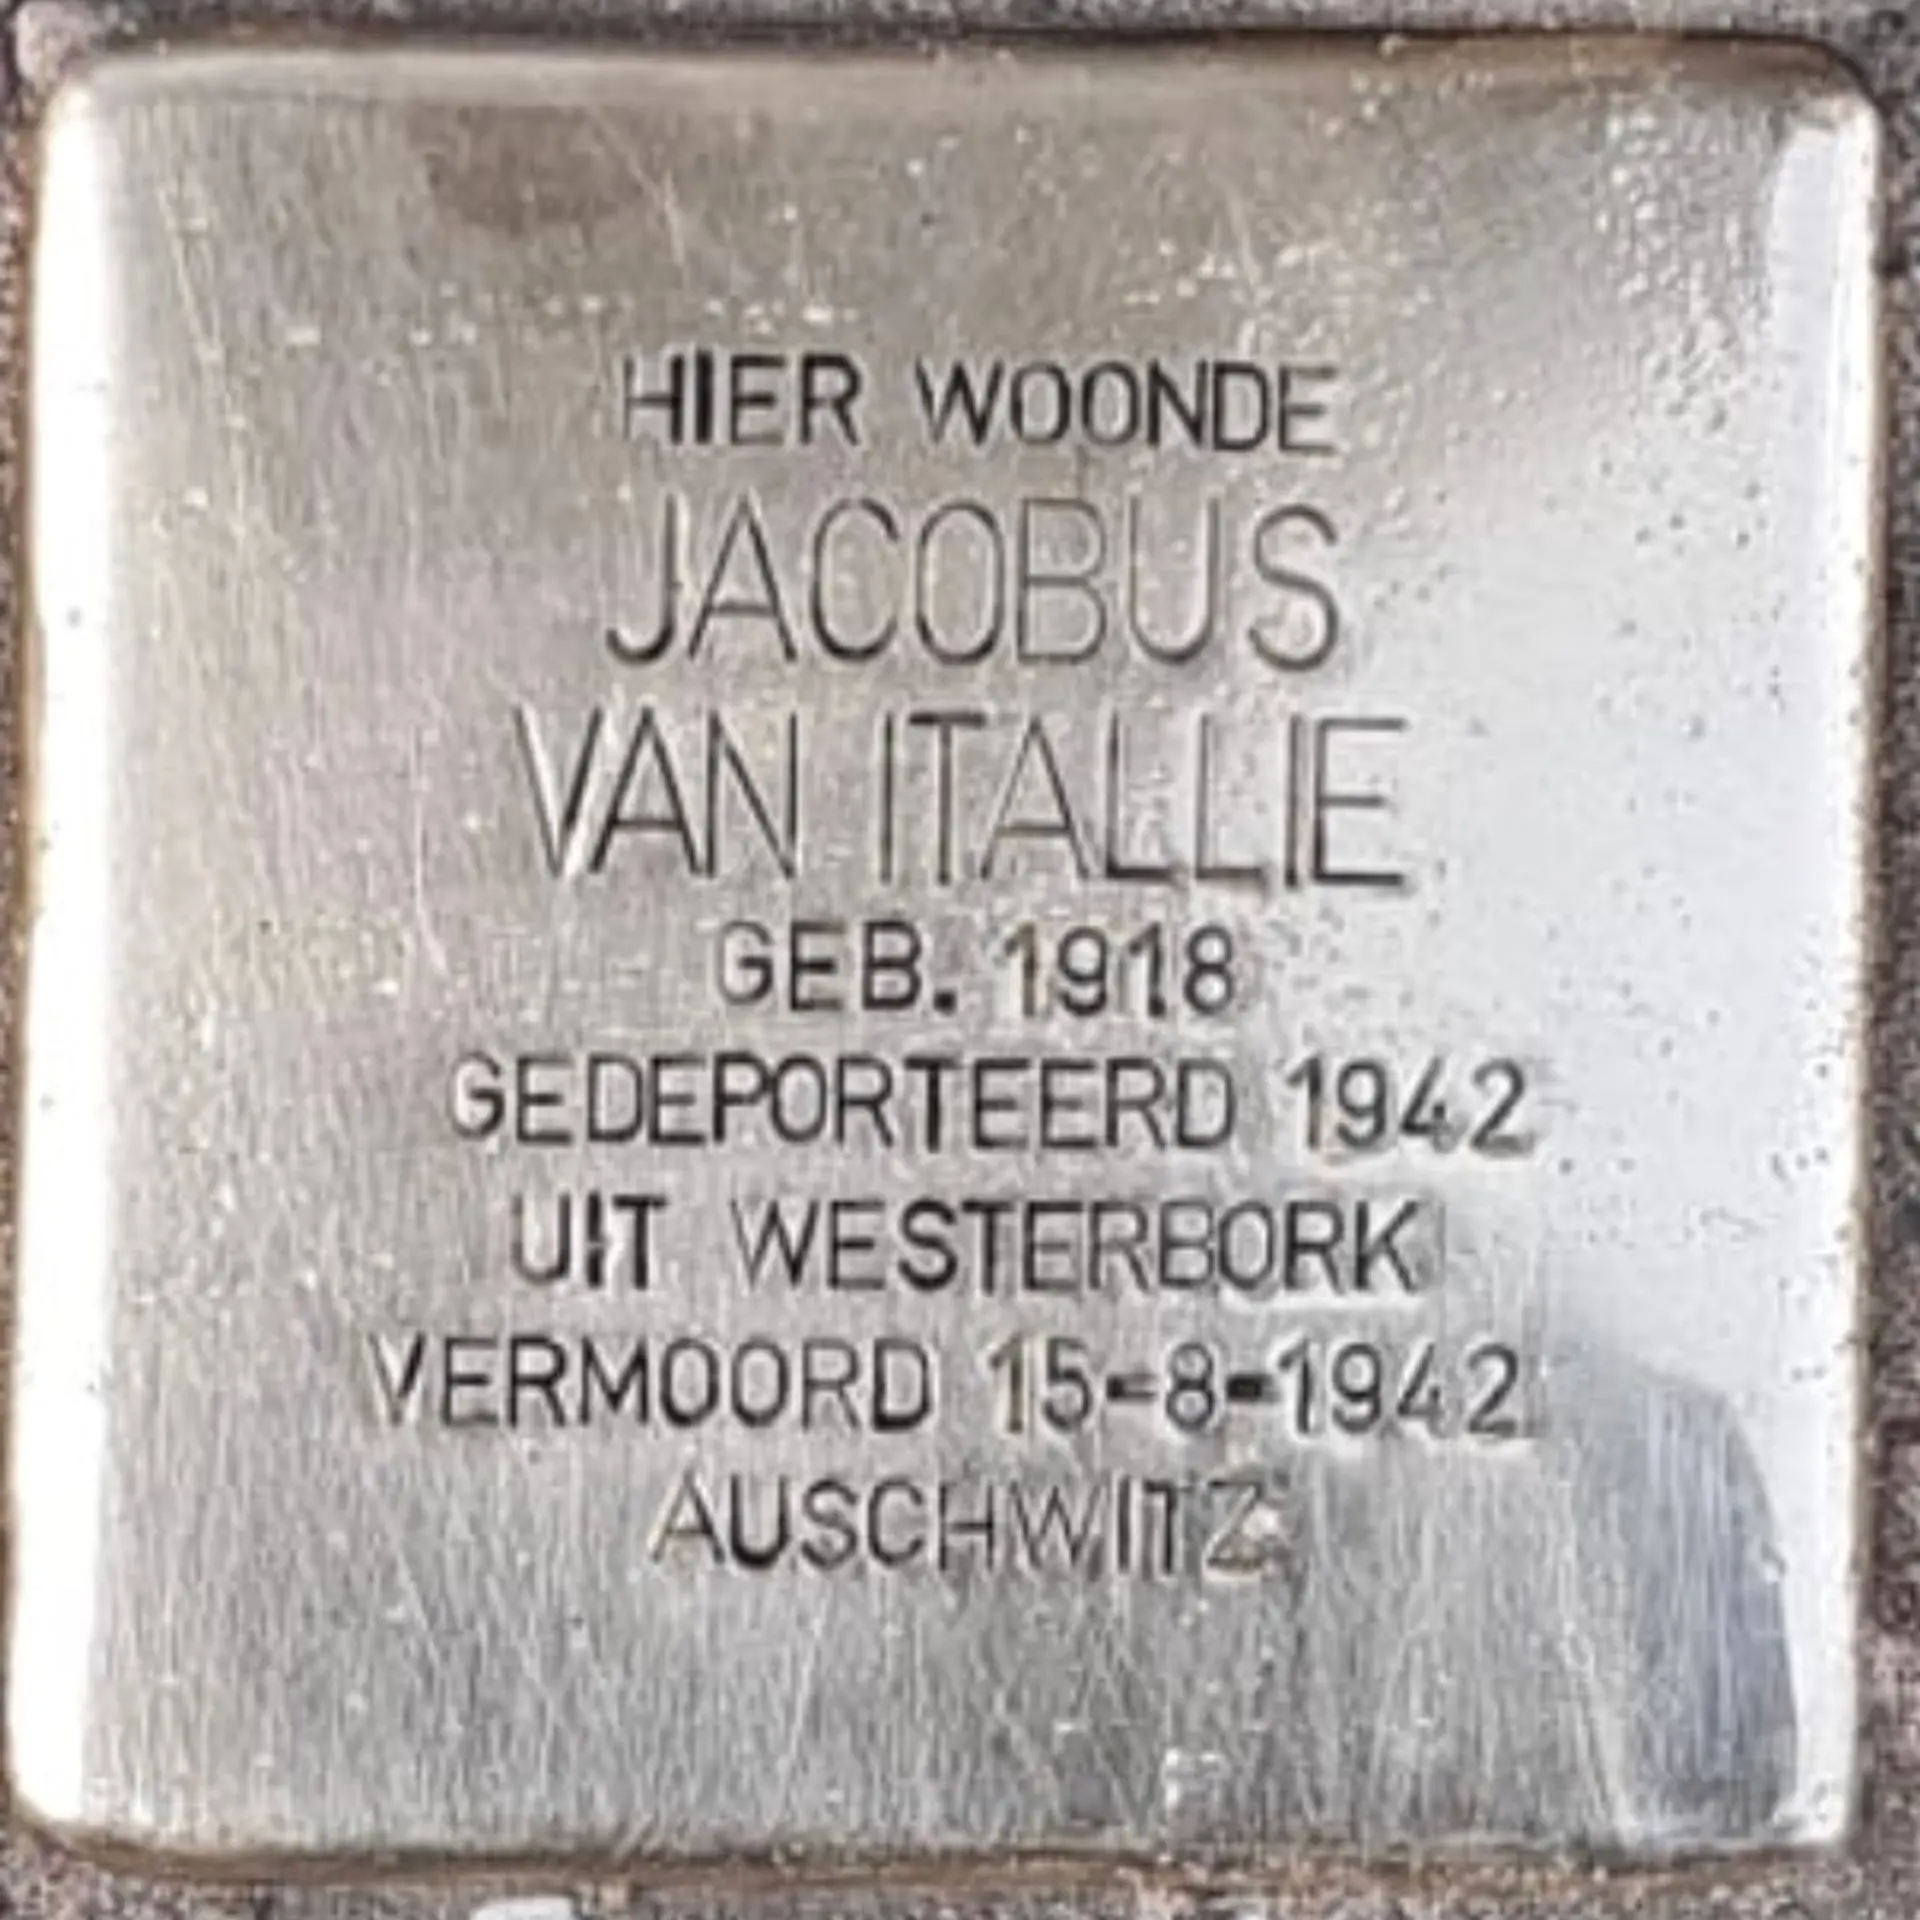 HIER WOONDE
JACOBUS
VAN ITALLIE
GEB. 1918
GEDEPORTEERD 1942
UIT WESTERBORK
VERMOORD 15-8-1942
AUSCHWITZ